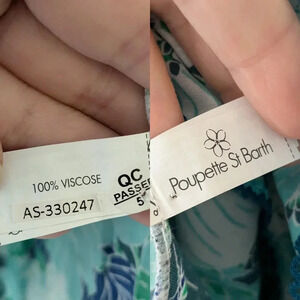 100% VISCOSE
AS-330247
QC
PASSED
5
Poupette St Barth